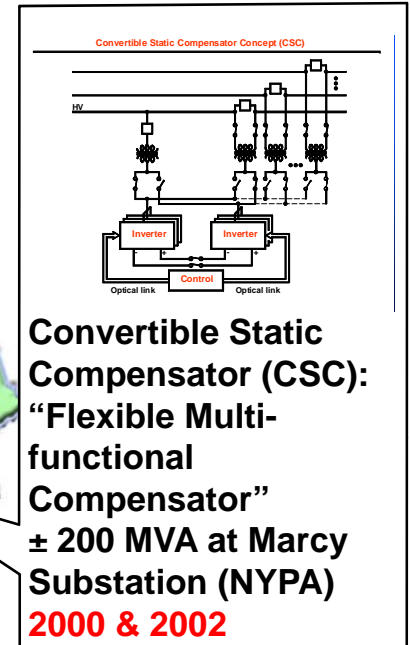 Convertible Static Compensator Concept (CSC)
HV
Inverter Inverter
- + - +
Control
Optical link Optical link
Convertible Static
Compensator (CSC):
“Flexible Multi-
functional
Compensator”
± 200 MVA at Marcy
Substation (NYPA)
2000 & 2002